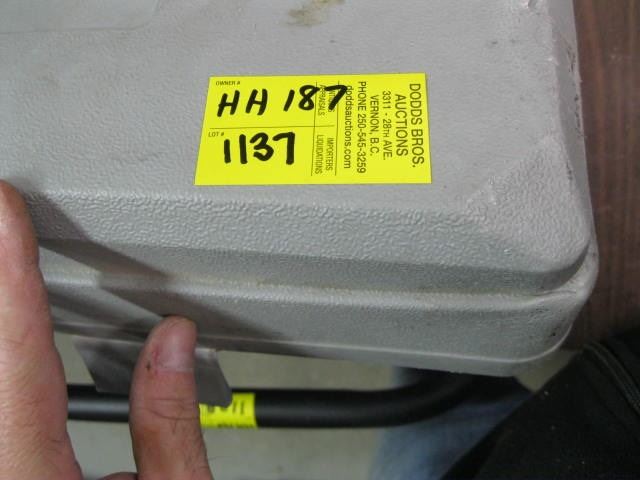 OWNER #
HH 187
LOT #
1137
DODDS BROS.
AUCTIONS
3311 - 28TH AVE.
VERNON, B.C.
PHONE 250-545-3259
doddsauctions.com
IMPORTERS
LIQUIDATIONS